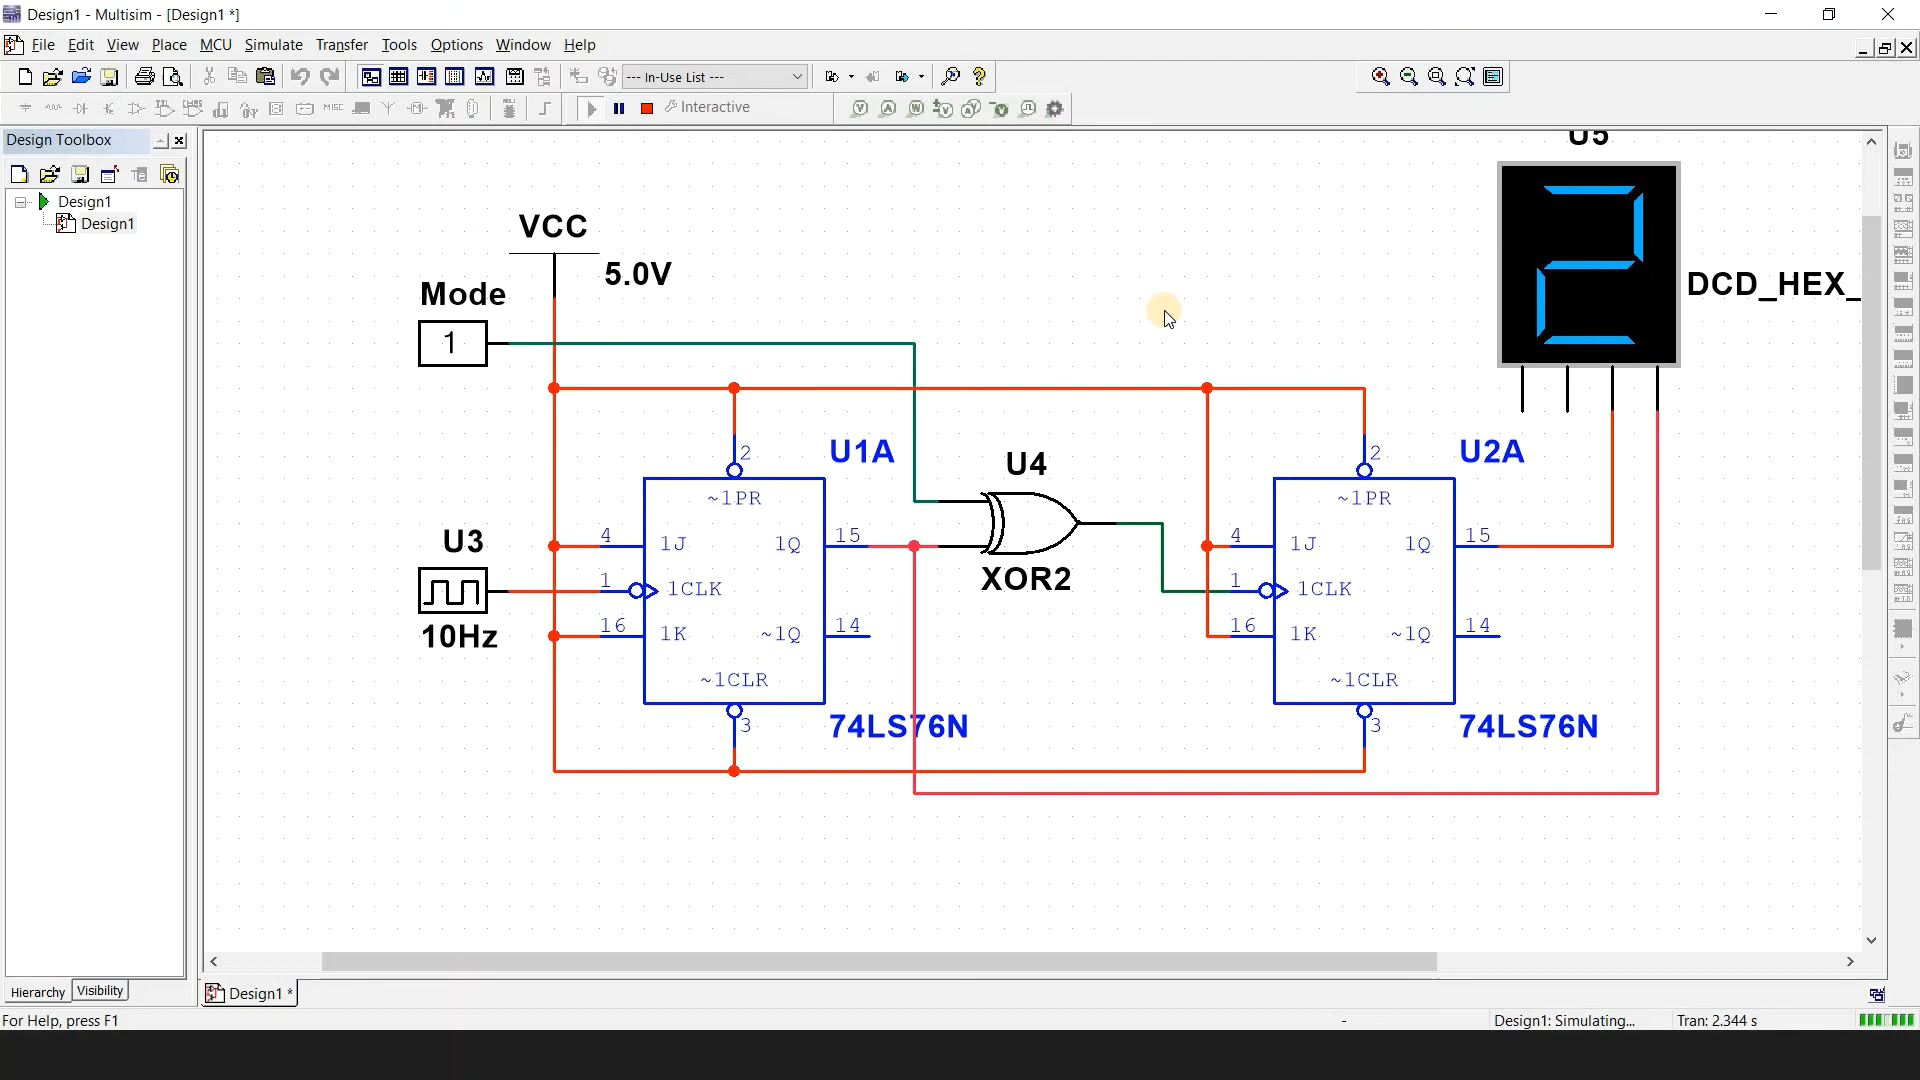 Design1 - Multisim - [Design1 *]
File Edit View Place MCU Simulate Transfer Tools Options Window Help
--- In-Use List ---
MISC
Interactive
Design Toolbox
Design1
Design1
U5
VCC
5.0V
DCD_HEX_
Mode
1
2
U1A
2
U2A
U4
~1PR
~1PR
U3
4
1J
1Q
15
4
1J
1Q
15
1
1CLK
XOR2
1
1CLK
10Hz
16
1K
~1Q
14
16
1K
~1Q
14
~1CLR
~1CLR
3
74LS76N
3
74LS76N
Hierarchy
Visibility
Design1 *
For Help, press F1
-
Design1: Simulating...
Tran: 2.344 s